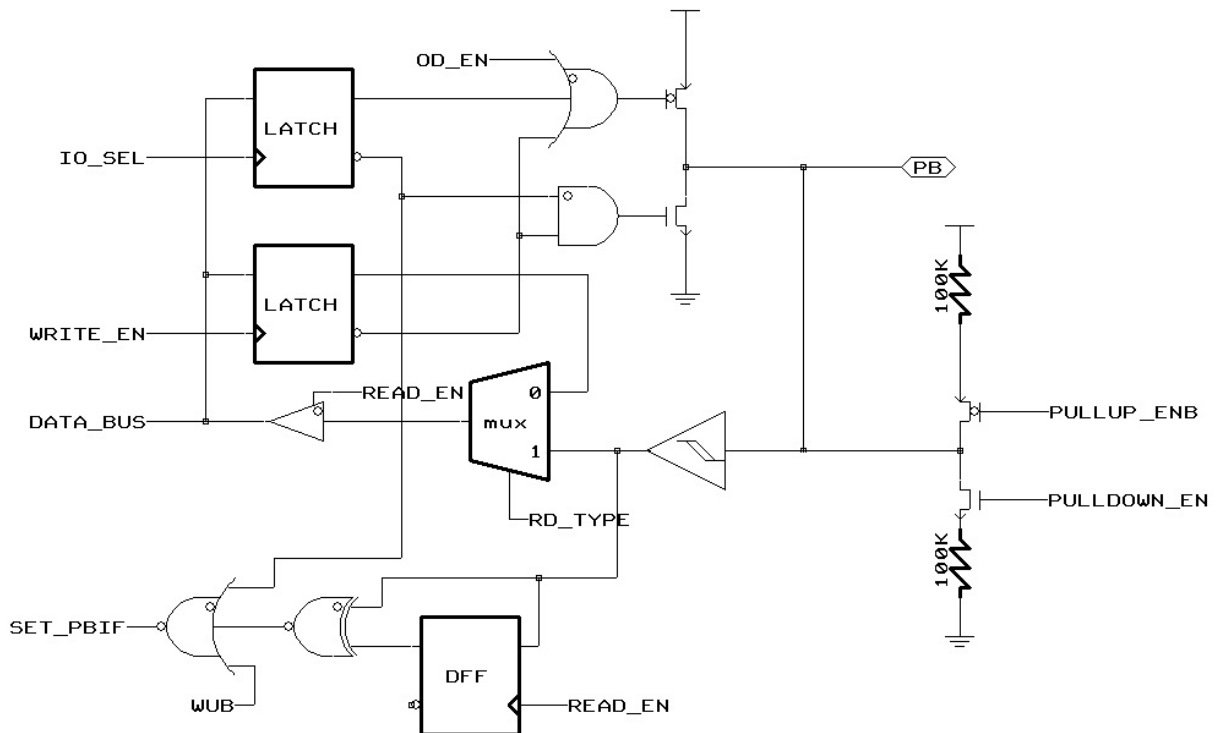 OD_EN
LATCH
IO_SEL
PB
LATCH
WRITE_EN
100K
READ_EN
DATA_BUS
0
mux
1
PULLUP_ENB
PULLDOWN_EN
RD_TYPE
100K
SET_PBIF
DFF
WUB
READ_EN